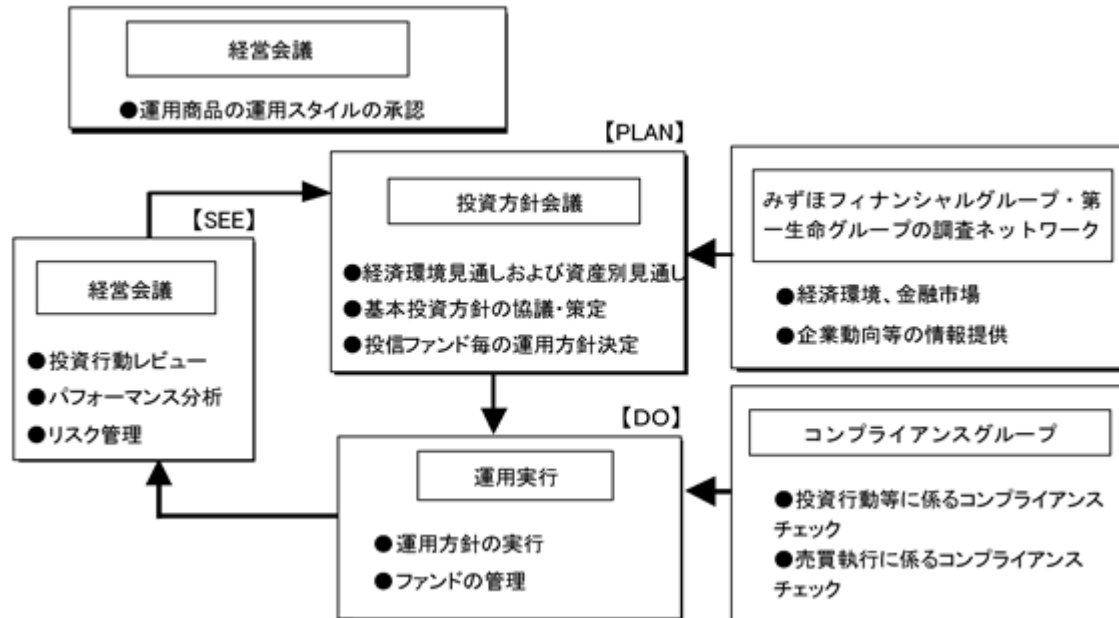 経営会議
●運用商品の運用スタイルの承認
【PLAN】
投資方針会議
●経済環境見通しおよび資産別見通し
●基本投資方針の協議・策定
●投信ファンド毎の運用方針決定
みずほフィナンシャルグループ・第
一生命グループの調査ネットワーク
●経済環境、金融市場
●企業動向等の情報提供
【SEE】
経営会議
●投資行動レビュー
●パフォーマンス分析
●リスク管理
【DO】
運用実行
●運用方針の実行
●ファンドの管理
コンプライアンスグループ
●投資行動等に係るコンプライアンス
チェック
●売買執行に係るコンプライアンス
チェック